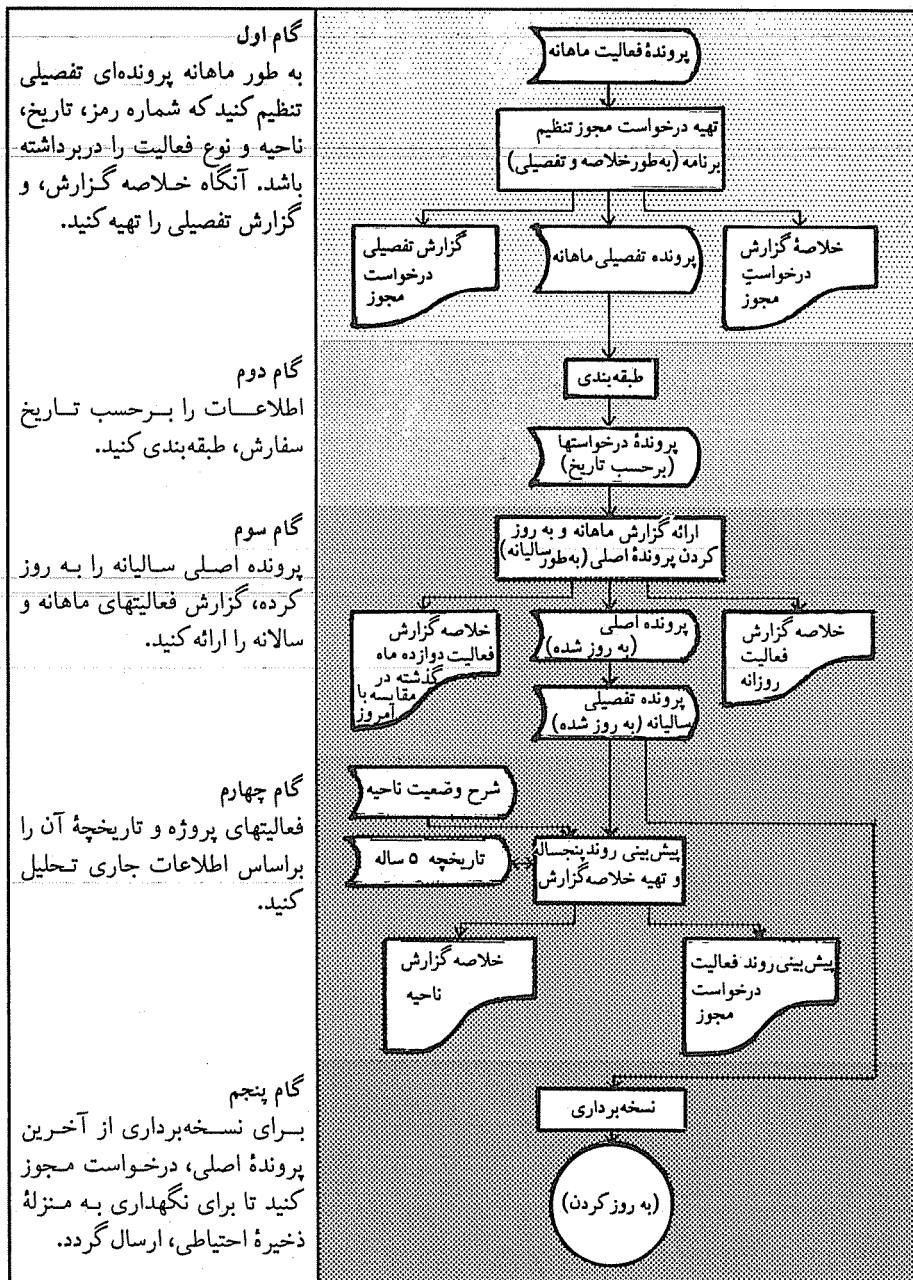 گام اول
به طور ماهانه پرونده‌ای تفصیلی
تنظیم کنید که شماره رمز، تاریخ،
ناحیه و نوع فعالیت را دربرداشته
باشد. آنگاه خلاصه گزارش، و
گزارش تفصیلی را تهیه کنید.
پروندهٔ فعالیت ماهانه
تهیه درخواست مجوز تنظیم
برنامه (به‌طور خلاصه و تفصیلی)
خلاصهٔ گزارش
درخواستِ
مجوز
پرونده تفصیلی ماهانه
گزارش تفصیلی
درخواست
مجوز
گام دوم
اطلاعات را برحسب تاریخ
سفارش، طبقه‌بندی کنید.
طبقه‌بندی
پروندهٔ درخواستها
(برحسب تاریخ)
گام سوم
پرونده اصلی سالیانه را به روز
کرده، گزارش فعالیتهای ماهانه و
سالانه را ارائه کنید.
ارائه گزارش ماهانه و به روز
کردن پروندهٔ اصلی (به‌طور سالیانه)
خلاصه گزارش
فعالیت
روزانه
پرونده اصلی
(به روز شده)
خلاصه گزارش
فعالیت دوازده ماه
گذشته در
مقایسه با
امروز
پرونده تفصیلی
سالیانه (به روز شده)
گام چهارم
فعالیتهای پروژه و تاریخچهٔ آن را
براساس اطلاعات جاری تحلیل
کنید.
شرح وضعیت ناحیه
تاریخچه ۵ ساله
پیش‌بینی روند پنجساله
و تهیه خلاصه گزارش
پیش‌بینی روند فعالیت
درخواست
مجوز
خلاصه گزارش
ناحیه
گام پنجم
برای نسخه‌برداری از آخرین
پروندهٔ اصلی، درخواست مجوز
کنید تا برای نگهداری به منزلهٔ
ذخیرهٔ احتیاطی، ارسال گردد.
نسخه‌برداری
(به روز کردن)